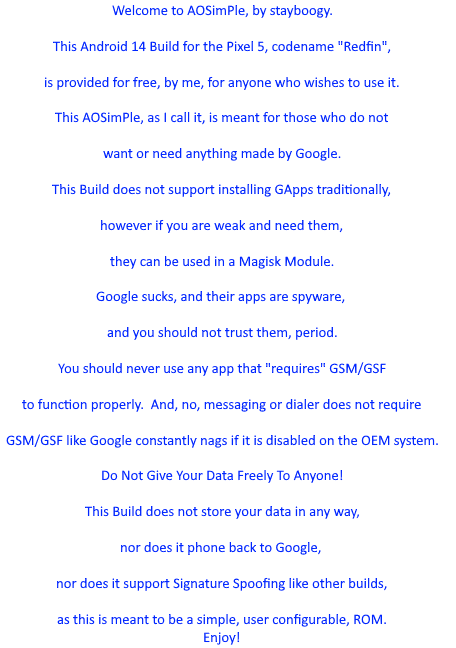 Welcome to AOSimPle, by stayboogy.
This Android 14 Build for the Pixel 5, codename "Redfin",
is provided for free, by me, for anyone who wishes to use it.
This AOSimPle, as I call it, is meant for those who do not
want or need anything made by Google.
This Build does not support installing GApps traditionally,
however if you are weak and need them,
they can be used in a Magisk Module.
Google sucks, and their apps are spyware,
and you should not trust them, period.
You should never use any app that "requires" GSM/GSF
to function properly.  And, no, messaging or dialer does not require
GSM/GSF like Google constantly nags if it is disabled on the OEM system.
Do Not Give Your Data Freely To Anyone!
This Build does not store your data in any way,
nor does it phone back to Google,
nor does it support Signature Spoofing like other builds,
as this is meant to be a simple, user configurable, ROM.
Enjoy!